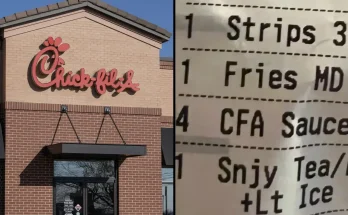 Chick-fil-A
1 Strips 3
1 Fries MD
4 CFA Sauce
1 Snjy Tea/
+Lt Ice